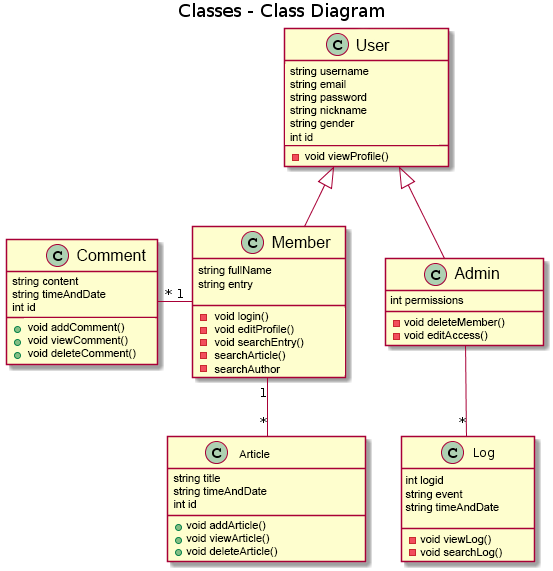 Classes - Class Diagram
C User
string username
string email
string password
string nickname
string gender
int id
void viewProfile()
C Comment
string content
string timeAndDate
int id
void addComment()
void viewComment()
void deleteComment()
* 1
C Member
string fullName
string entry
void login()
void editProfile()
void searchEntry()
searchArticle()
searchAuthor
C Admin
int permissions
void deleteMember()
void editAccess()
1
*
*
C Article
string title
string timeAndDate
int id
void addArticle()
void viewArticle()
void deleteArticle()
C Log
int logid
string event
string timeAndDate
void viewLog()
void searchLog()